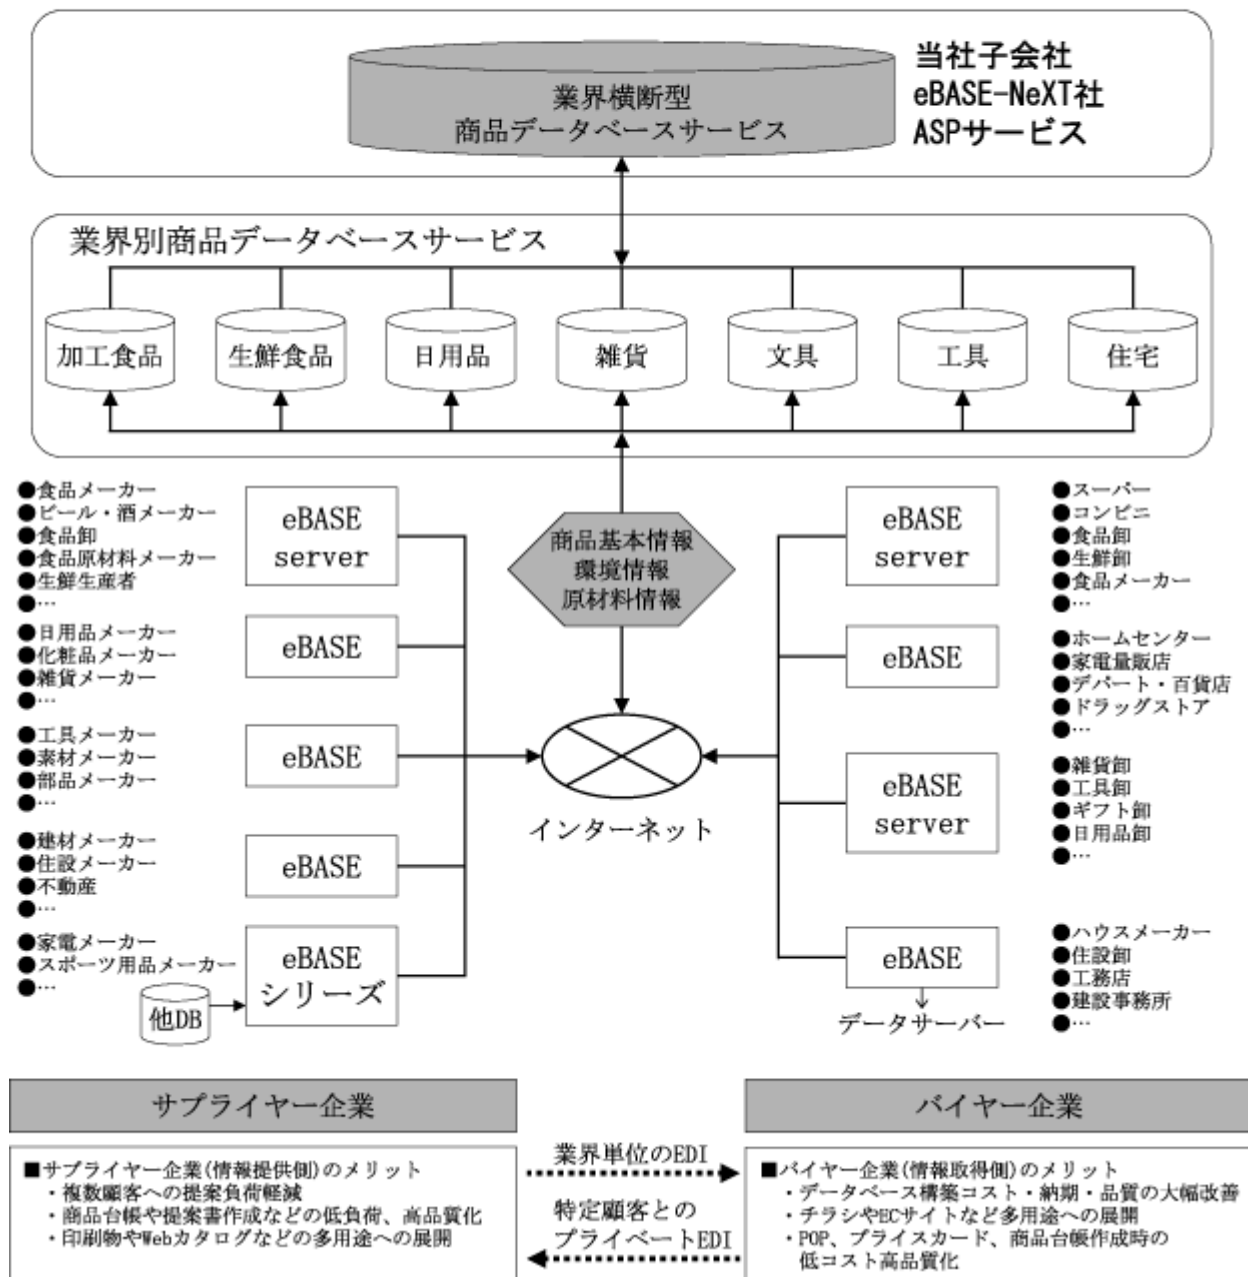 業界横断型
商品データベースサービス
当社子会社
eBASE-NeXT社
ASPサービス
業界別商品データベースサービス
加工食品
生鮮食品
日用品
雑貨
文具
工具
住宅
●食品メーカー
●ビール・酒メーカー
●食品卸
●食品原材料メーカー
●生鮮生産者
●…
eBASE
server
●日用品メーカー
●化粧品メーカー
●雑貨メーカー
●…
eBASE
●工具メーカー
●素材メーカー
●部品メーカー
●…
eBASE
●建材メーカー
●住設メーカー
●不動産
●…
eBASE
●家電メーカー
●スポーツ用品メーカー
●…
他DB
eBASE
シリーズ
商品基本情報
環境情報
原材料情報
インターネット
eBASE
server
●スーパー
●コンビニ
●食品卸
●生鮮卸
●食品メーカー
●…
eBASE
●ホームセンター
●家電量販店
●デパート・百貨店
●ドラッグストア
●…
eBASE
server
●雑貨卸
●工具卸
●ギフト卸
●日用品卸
●…
eBASE
データサーバー
●ハウスメーカー
●住設卸
●工務店
●建設事務所
●…
サプライヤー企業
■サプライヤー企業(情報提供側)のメリット
・複数顧客への提案負荷軽減
・商品台帳や提案書作成などの低負荷、高品質化
・印刷物やWebカタログなどの多用途への展開
業界単位のEDI
特定顧客との
プライベートEDI
バイヤー企業
■バイヤー企業(情報取得側)のメリット
・データベース構築コスト・納期・品質の大幅改善
・チラシやECサイトなど多用途への展開
・POP、プライスカード、商品台帳作成時の
低コスト高品質化